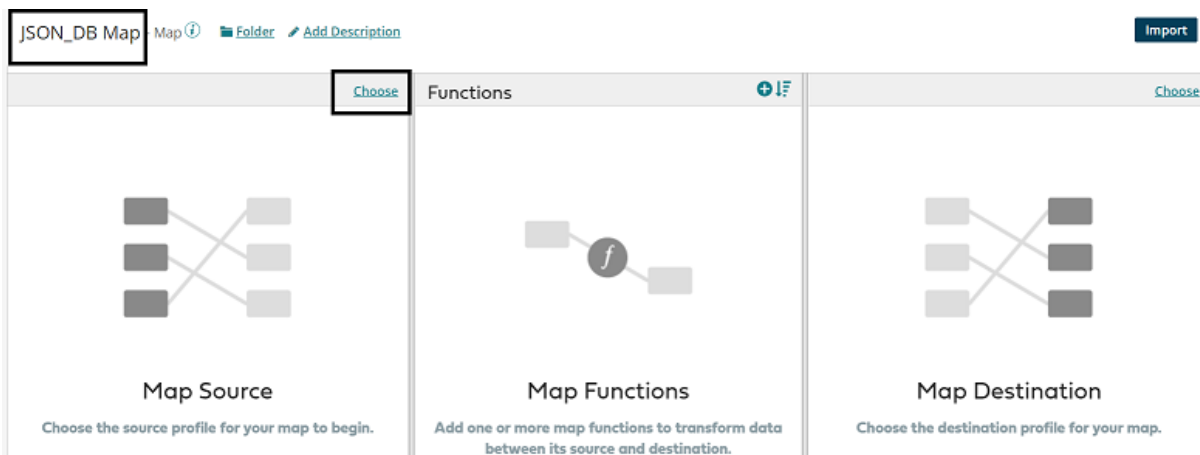 JSON_DB Map Map i Folder Add Description Import
Choose Functions Choose
f
Map Source Map Functions Map Destination
Choose the source profile for your map to begin. Add one or more map functions to transform data Choose the destination profile for your map.
between its source and destination.